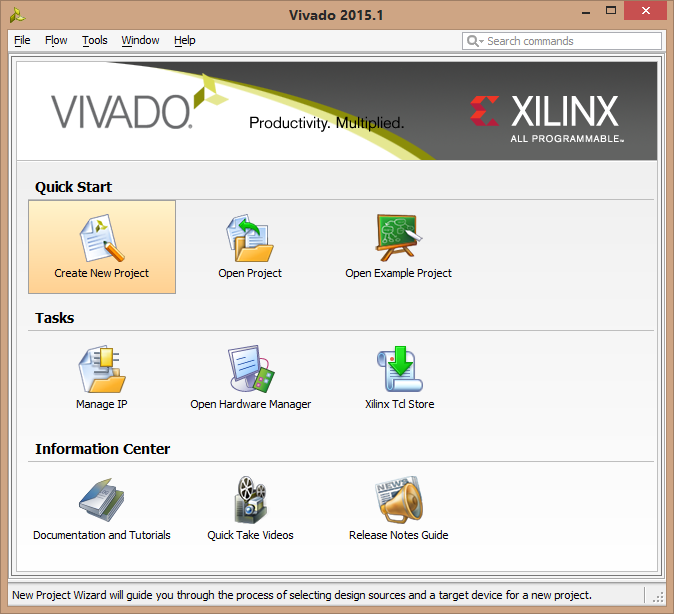 Vivado 2015.1
File Flow Tools Window Help
Search commands
VIVADO.
Productivity. Multiplied.
XILINX
ALL PROGRAMMABLE™
Quick Start
Create New Project
Open Project
Open Example Project
Tasks
Manage IP
Open Hardware Manager
Xilinx Tcl Store
Information Center
NEWS
Documentation and Tutorials
Quick Take Videos
Release Notes Guide
New Project Wizard will guide you through the process of selecting design sources and a target device for a new project.